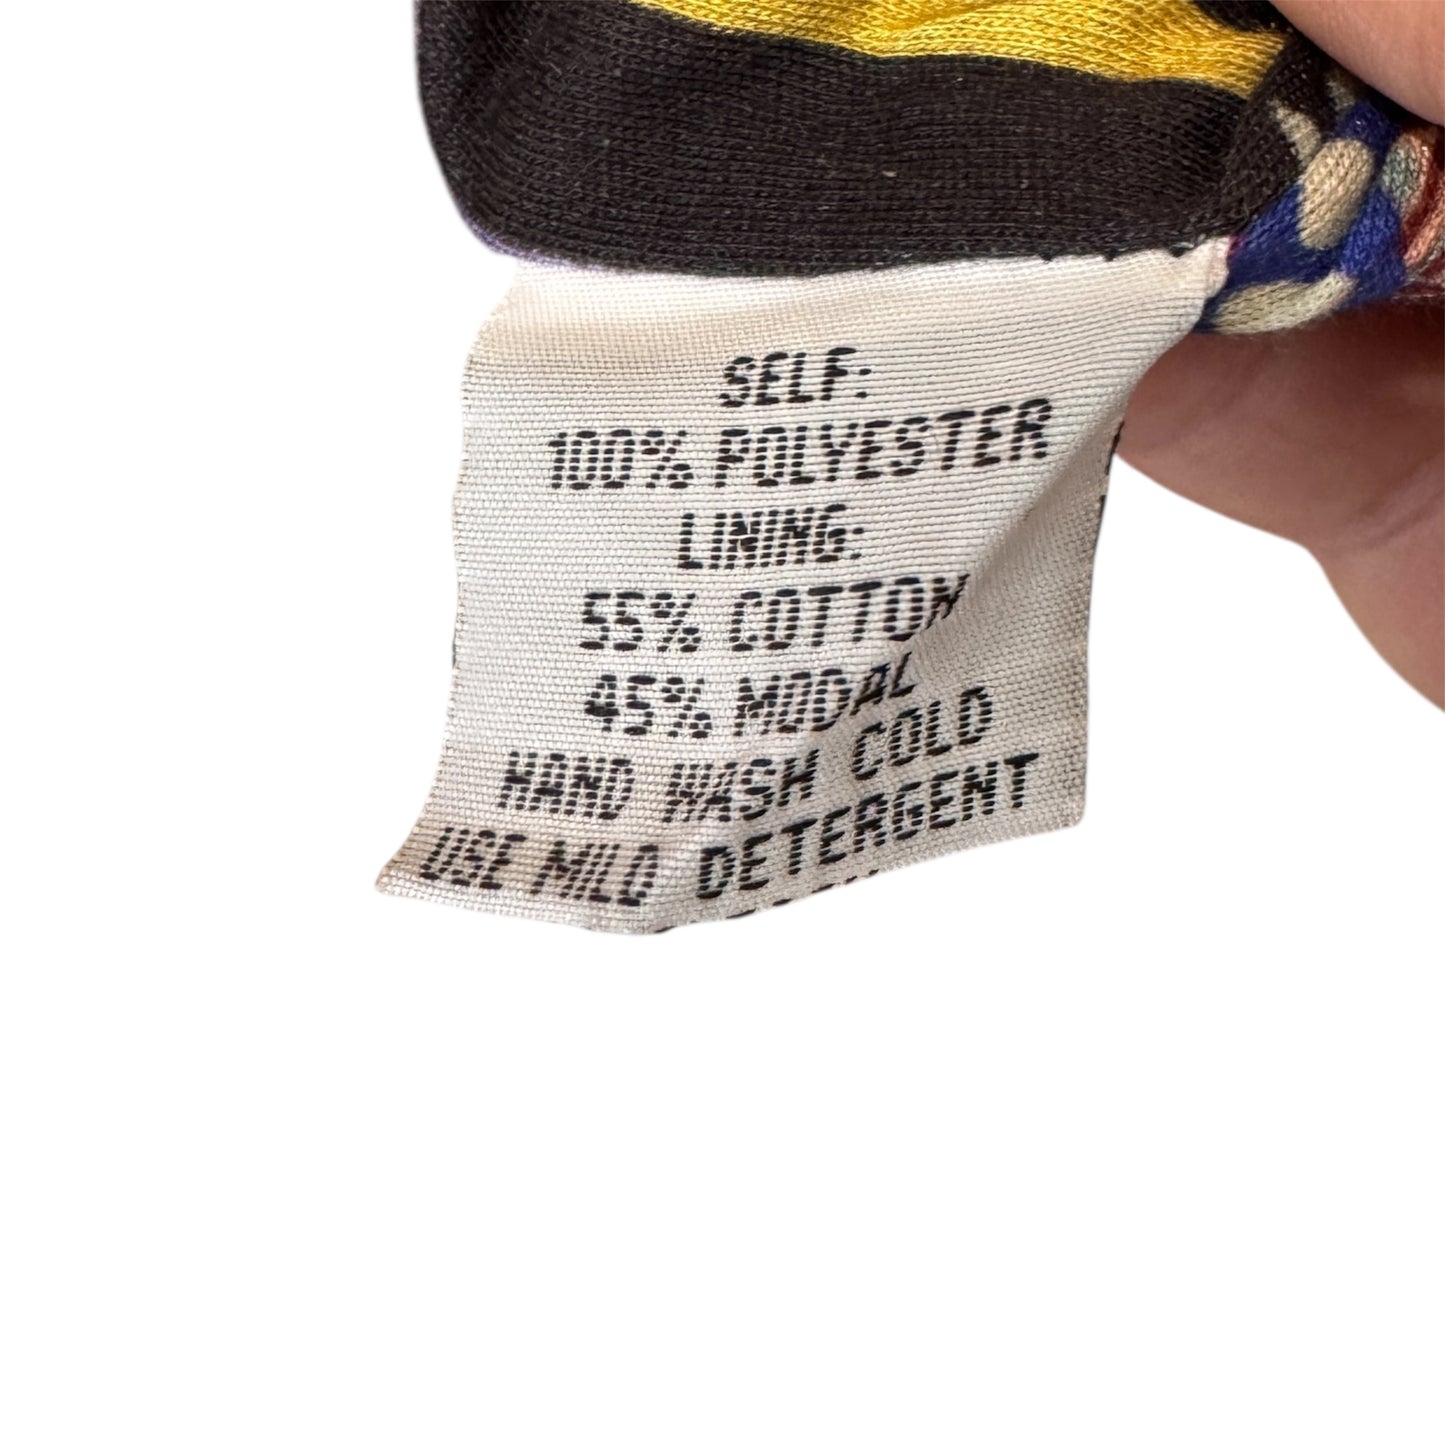 SELF:
100% POLYESTER
LINING:
55% COTTON
45% MODAL
HAND WASH COLD
USE MILD DETERGENT